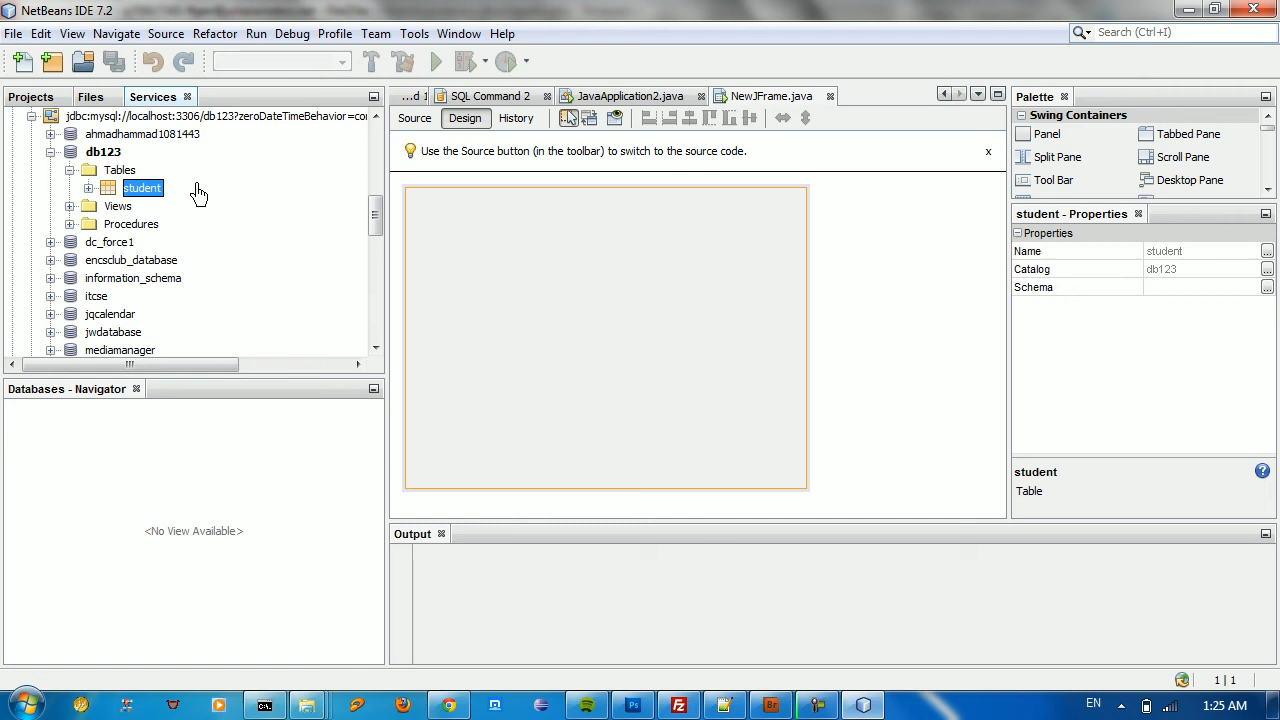 NetBeans IDE 7.2
File Edit View Navigate Source Refactor Run Debug Profile Team Tools Window Help
Search (Ctrl+I)
Projects Files Services
jdbc:mysql://localhost:3306/db123?zeroDateTimeBehavior=co
ahmadhammad1081443
db123
Tables
student
Views
Procedures
dc_force1
encsclub_database
information_schema
itcse
jqcalendar
jwdatabase
mediamanager
Databases - Navigator
<No View Available>
...d 1 SQL Command 2 JavaApplication2.java NewJFrame.java
Source Design History
Use the Source button (in the toolbar) to switch to the source code. x
Output
Palette
Swing Containers
Panel Tabbed Pane
Split Pane Scroll Pane
Tool Bar Desktop Pane
student - Properties
Properties
Name student
Catalog db123
Schema
student
Table
1 | 1
EN 1:25 AM